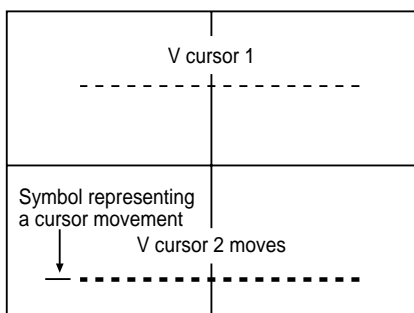 V cursor 1
Symbol representing
a cursor movement
V cursor 2 moves